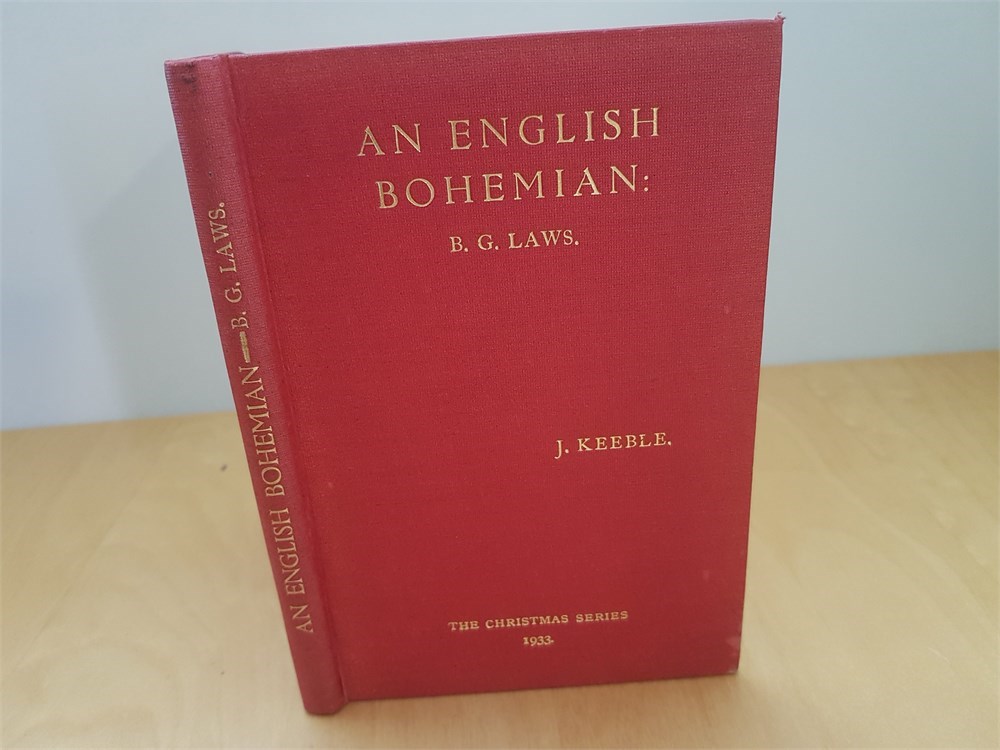 AN ENGLISH
BOHEMIAN:
B. G. LAWS.
J. KEEBLE.
THE CHRISTMAS SERIES
1933.
AN ENGLISH BOHEMIAN—B. G. LAWS.